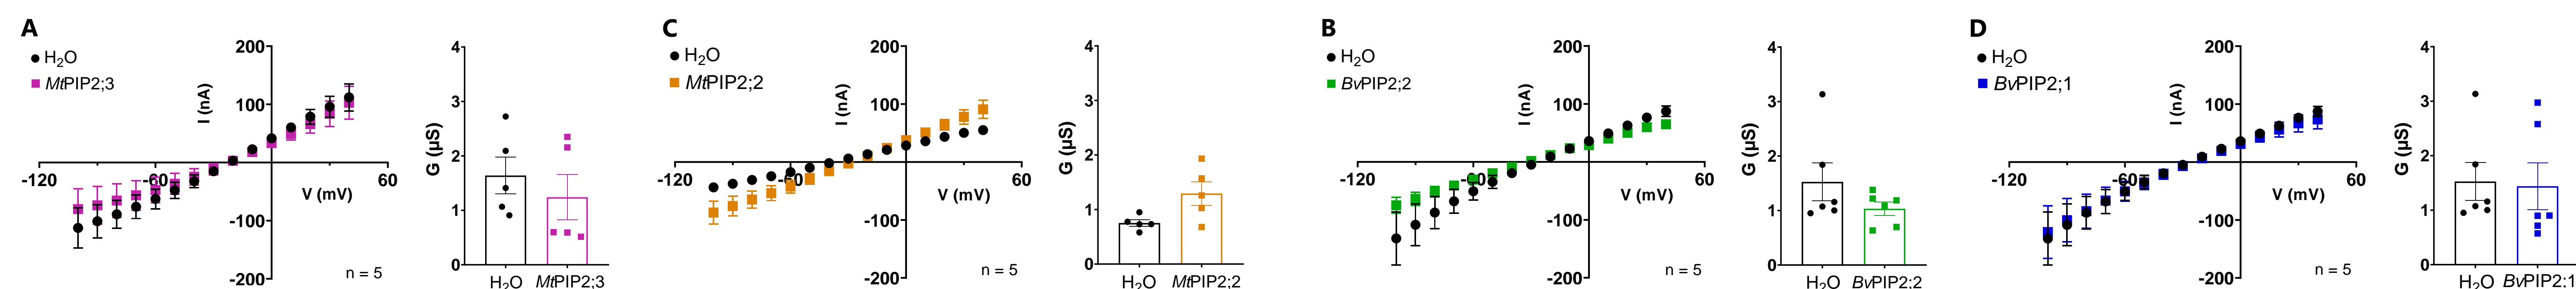 A
H₂O
MtPIP2;3
I (nA)
200
100
-120
-60
60
V (mV)
-100
-200
n = 5
G (µS)
4
3
2
1
0
H₂O
MtPIP2;3
C
H₂O
MtPIP2;2
I (nA)
200
100
-120
-60
60
V (mV)
-100
-200
n = 5
G (µS)
4
3
2
1
0
H₂O
MtPIP2;2
B
H₂O
BvPIP2;2
I (nA)
200
100
-120
-60
60
V (mV)
-100
-200
n = 5
G (µS)
4
3
2
1
0
H₂O
BvPIP2;2
D
H₂O
BvPIP2;1
I (nA)
200
100
-120
-60
60
V (mV)
-100
-200
n = 5
G (µS)
4
3
2
1
0
H₂O
BvPIP2;1